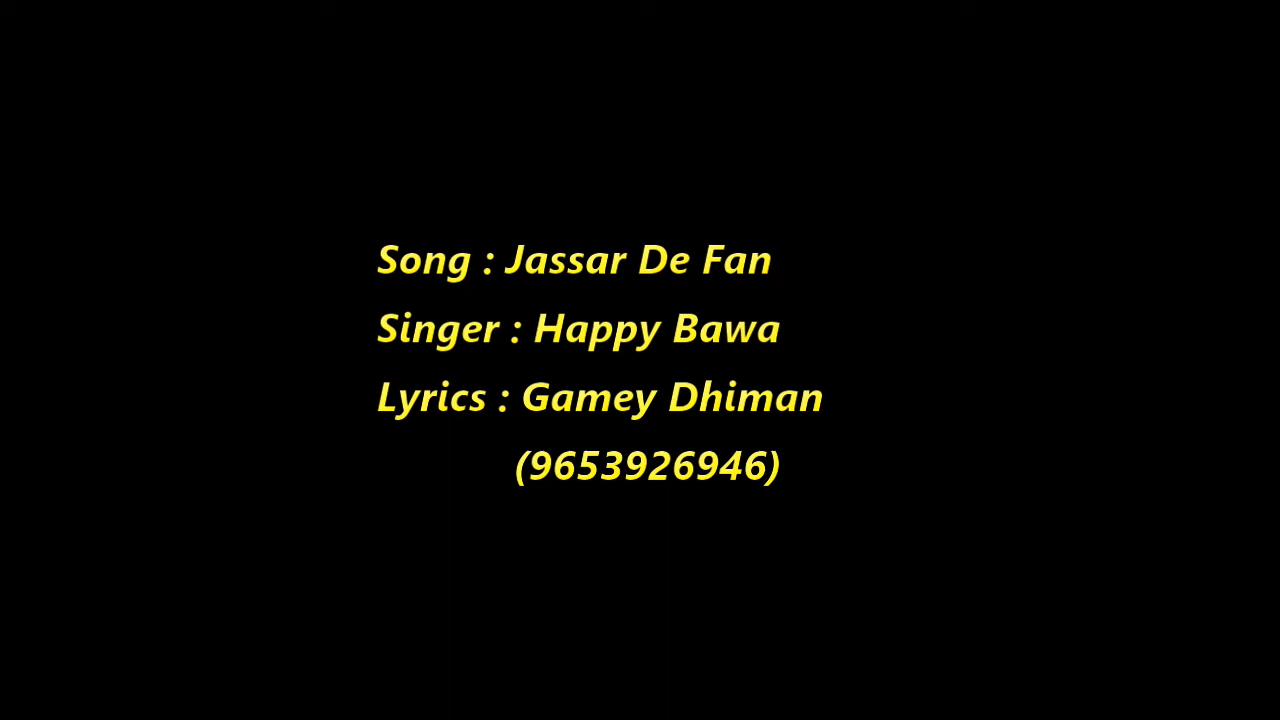 Song : Jassar De Fan
Singer : Happy Bawa
Lyrics : Gamey Dhiman
(9653926946)